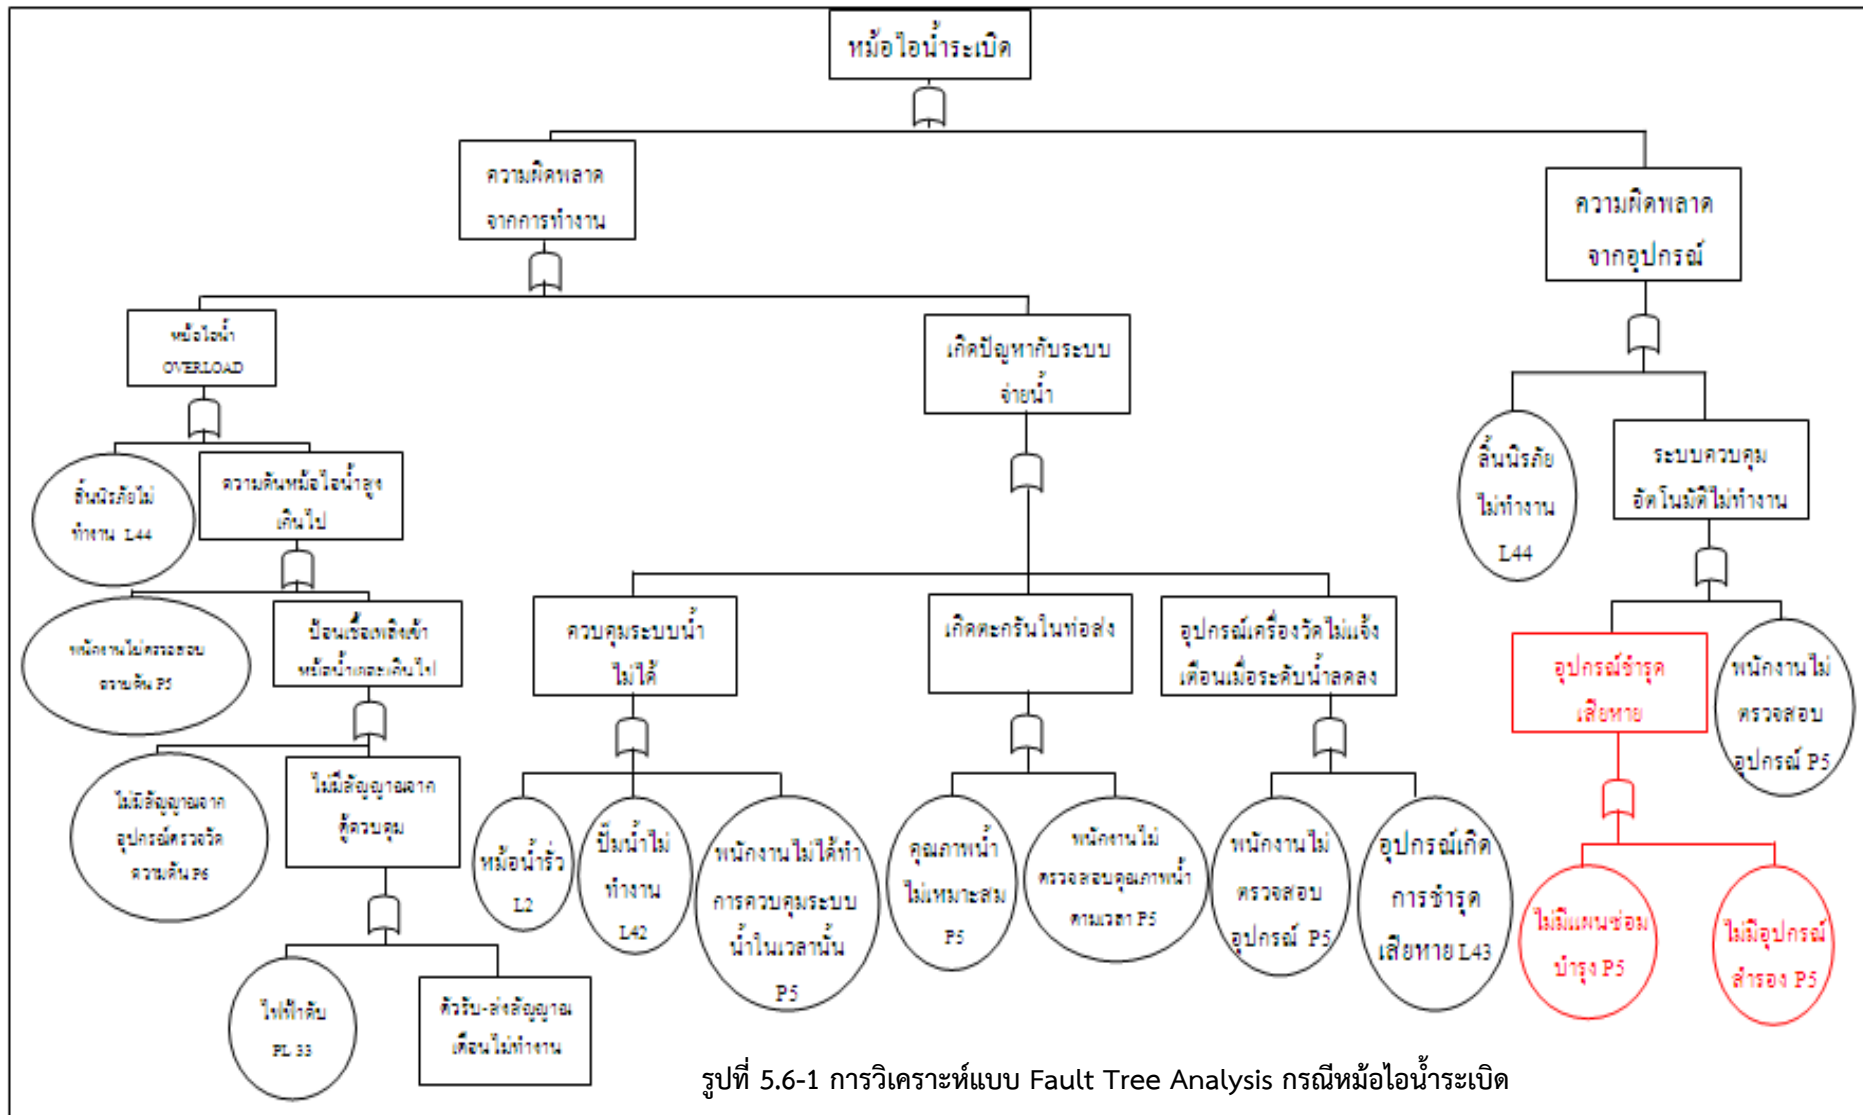 หม้อไอน้ำระเบิด
ความผิดพลาด
จากการทำงาน
ความผิดพลาด
จากอุปกรณ์
หม้อไอน้ำ
OVERLOAD
เกิดปัญหากับระบบ
จ่ายน้ำ
ลิ้นนิรภัยไม่
ทำงาน L44
ความดันหม้อไอน้ำสูง
เกินไป
ลิ้นนิรภัย
ไม่ทำงาน
L44
ระบบควบคุม
อัตโนมัติไม่ทำงาน
พนักงานไม่ตรวจสอบ
ความดัน P5
ป้อนเชื้อเพลิงเข้า
หม้อน้ำเยอะเกินไป
ควบคุมระบบน้ำ
ไม่ได้
เกิดตะกรันในท่อส่ง
อุปกรณ์เครื่องวัดไม่แจ้ง
เตือนเมื่อระดับน้ำลดลง
อุปกรณ์ชำรุด
เสียหาย
พนักงานไม่
ตรวจสอบ
อุปกรณ์ P5
ไม่มีสัญญาณจาก
อุปกรณ์ตรวจวัด
ความดัน P6
ไม่มีสัญญาณจาก
ตู้ควบคุม
หม้อน้ำรั่ว
L2
ปั๊มน้ำไม่
ทำงาน
L42
พนักงานไม่ได้ทำ
การควบคุมระบบ
น้ำในเวลานั้น
P5
คุณภาพน้ำ
ไม่เหมาะสม
P5
พนักงานไม่
ตรวจสอบคุณภาพน้ำ
ตามเวลา P5
พนักงานไม่
ตรวจสอบ
อุปกรณ์ P5
อุปกรณ์เกิด
การชำรุด
เสียหาย L43
ไม่มีแผนซ่อม
บำรุง P5
ไม่มีอุปกรณ์
สำรอง P5
ไฟฟ้าดับ
PL 33
ตัวรับ-ส่งสัญญาณ
เตือนไม่ทำงาน
รูปที่ 5.6-1 การวิเคราะห์แบบ Fault Tree Analysis กรณีหม้อไอน้ำระเบิด